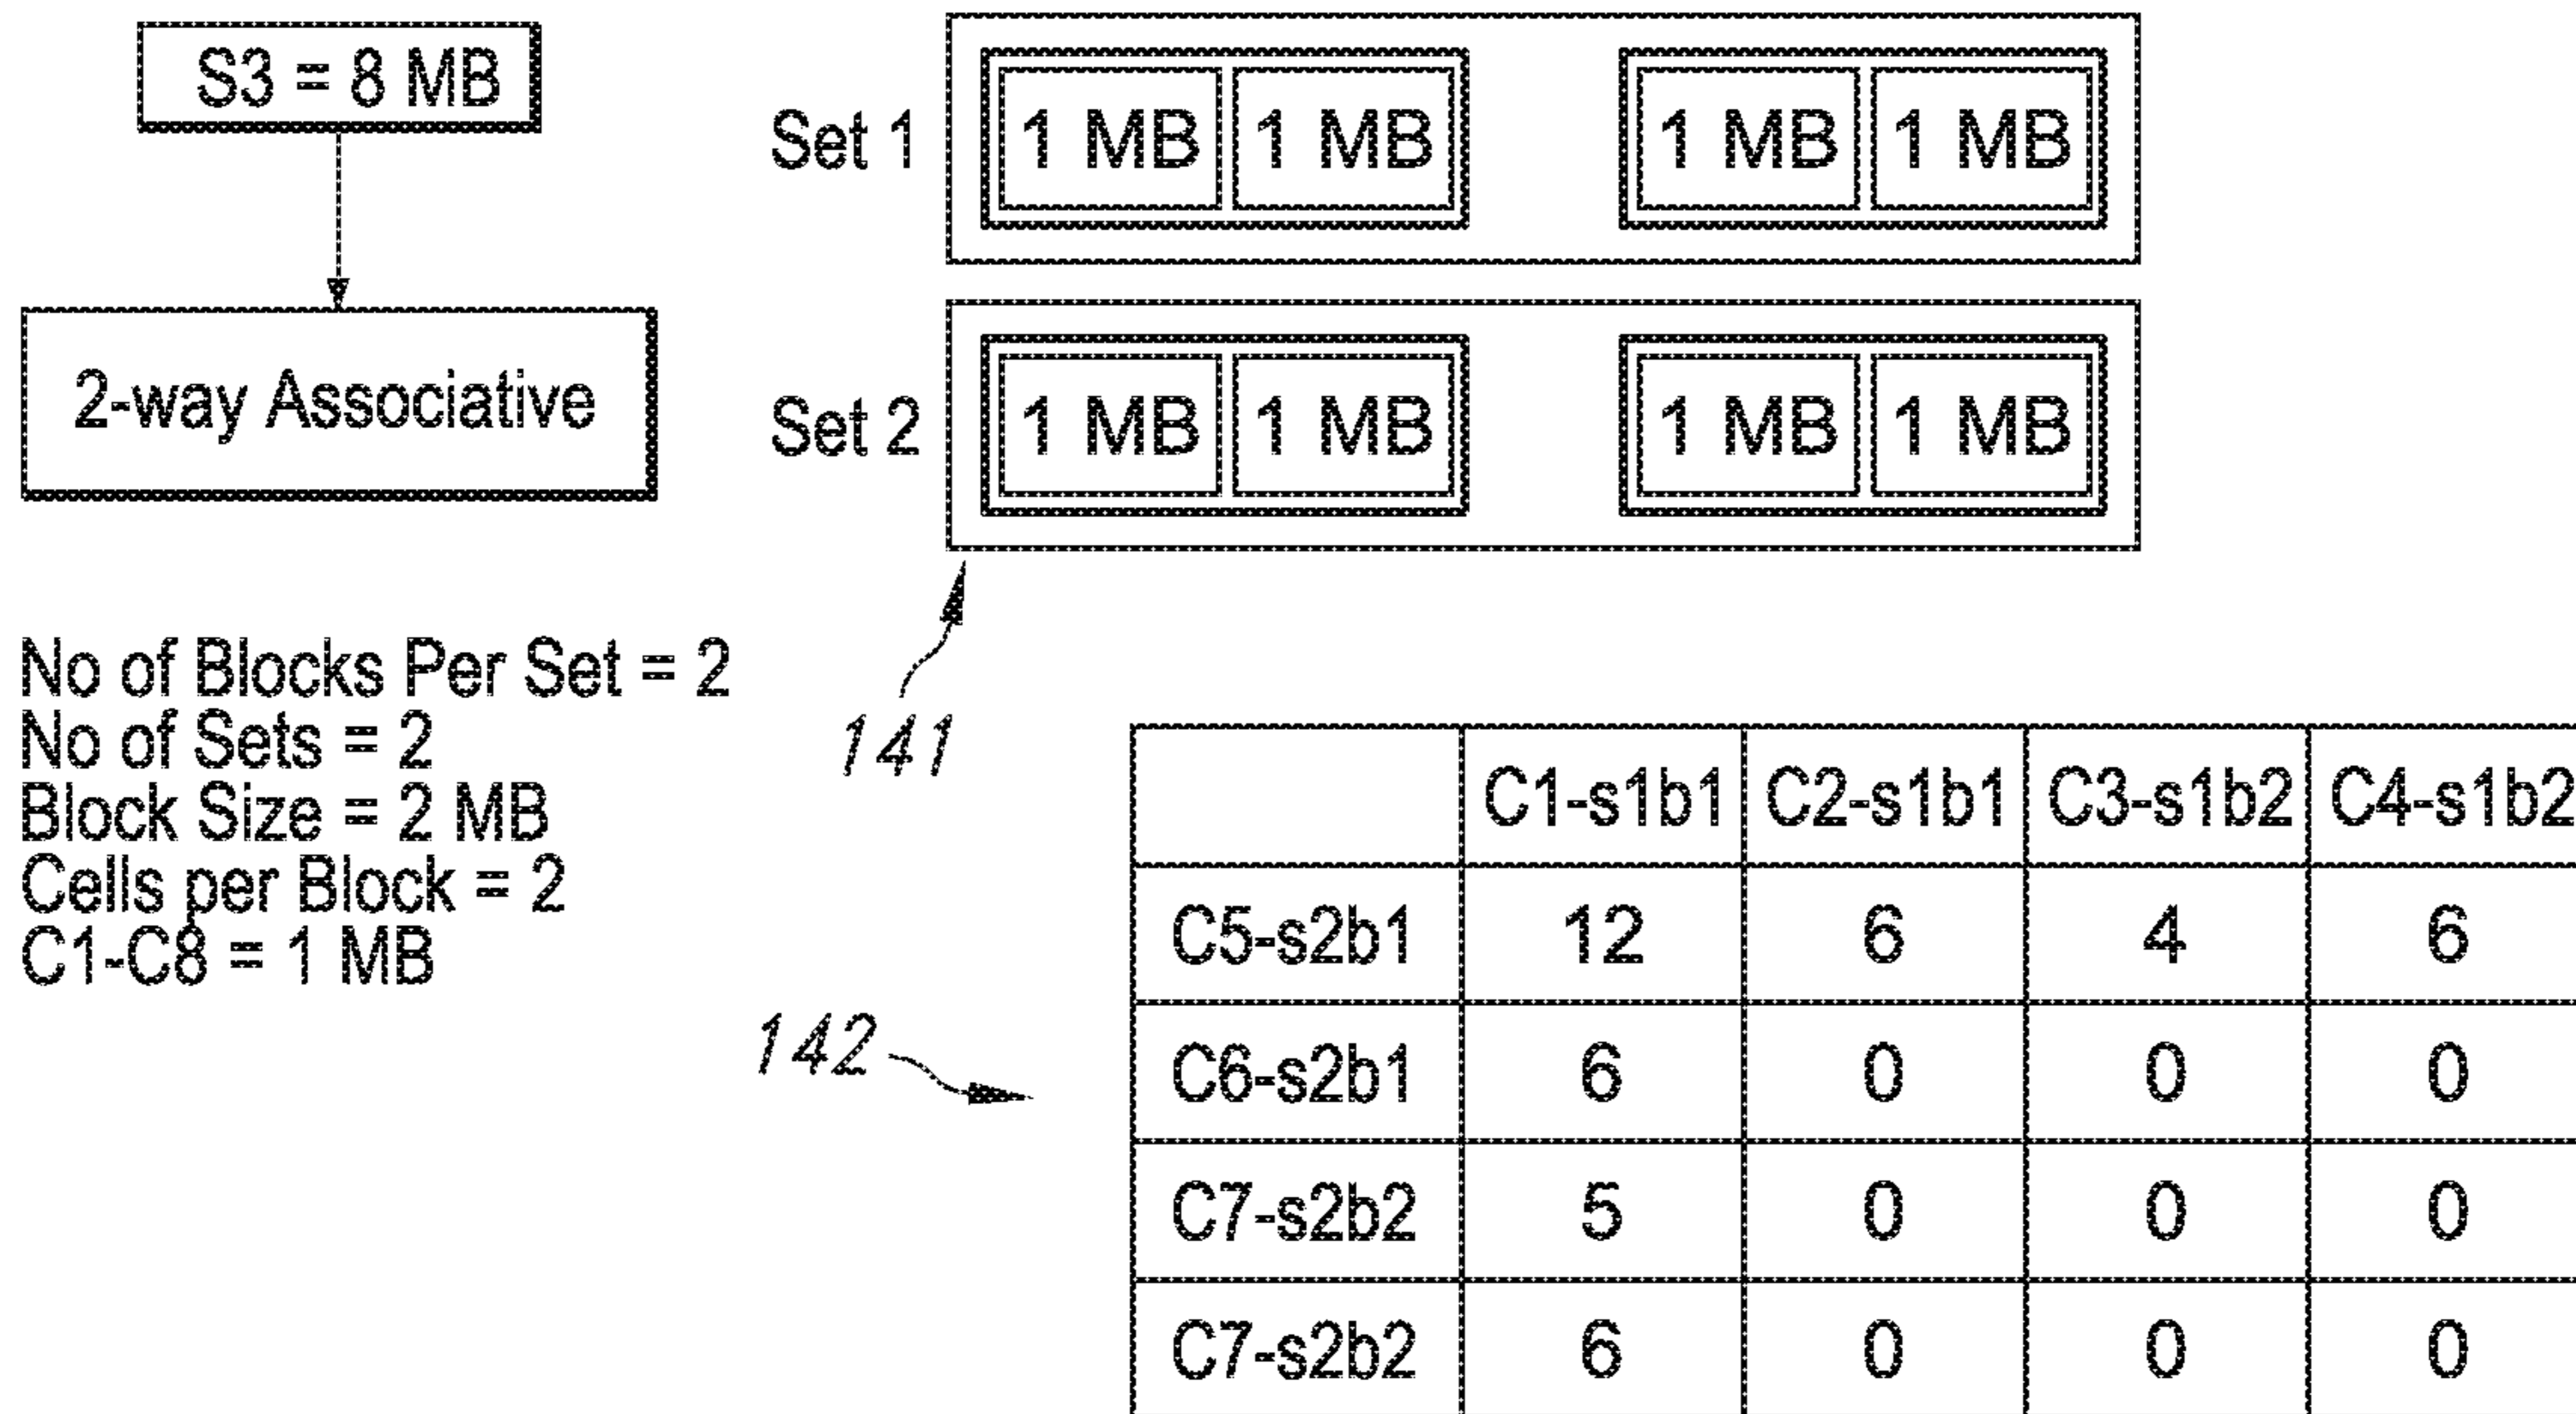 S3 = 8 MB
2-way Associative
Set 1 1 MB 1 MB 1 MB 1 MB
Set 2 1 MB 1 MB 1 MB 1 MB
141
No of Blocks Per Set = 2
No of Sets = 2
Block Size = 2 MB
Cells per Block = 2
C1-C8 = 1 MB
142
C1-s1b1 C2-s1b1 C3-s1b2 C4-s1b2
C5-s2b1 12 6 4 6
C6-s2b1 6 0 0 0
C7-s2b2 5 0 0 0
C7-s2b2 6 0 0 0